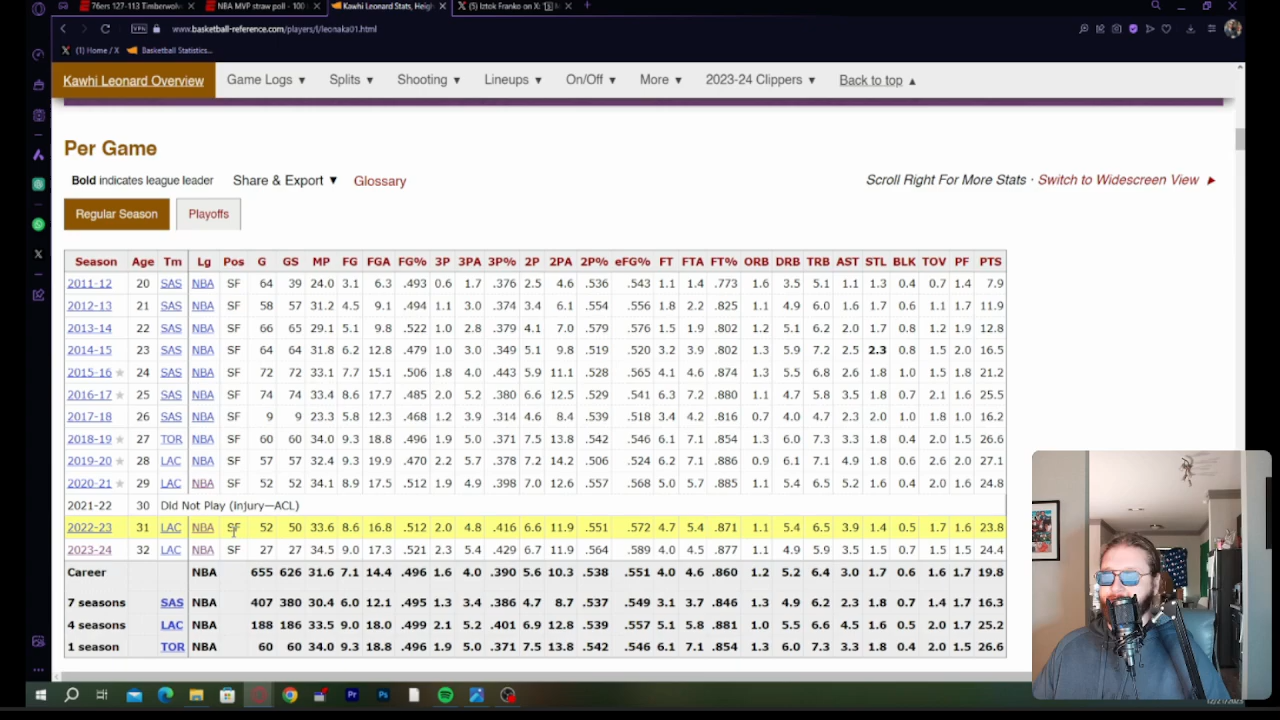 76ers 127-113 Timberwolv
NBA MVP straw poll - 100
Kawhi Leonard Stats, Heigh
Iztok Franko on X:
VPN
www.basketball-reference.com/players/l/leonaka01.html
(1) Home / X
Basketball Statistics...
Kawhi Leonard Overview Game Logs ▼ Splits ▼ Shooting ▼ Lineups ▼ On/Off ▼ More ▼ 2023-24 Clippers ▼ Back to top ▲
Per Game
Bold indicates league leader Share & Export ▼ Glossary
Scroll Right For More Stats · Switch to Widescreen View ►
Regular Season Playoffs
Season Age Tm Lg Pos G GS MP FG FGA FG% 3P 3PA 3P% 2P 2PA 2P% eFG% FT FTA FT% ORB DRB TRB AST STL BLK TOV PF PTS
2011-12 20 SAS NBA SF 64 39 24.0 3.1 6.3 .493 0.6 1.7 .376 2.5 4.6 .536 .543 1.1 1.4 .773 1.6 3.5 5.1 1.1 1.3 0.4 0.7 1.4 7.9
2012-13 21 SAS NBA SF 58 57 31.2 4.5 9.1 .494 1.1 3.0 .374 3.4 6.1 .554 .556 1.8 2.2 .825 1.1 4.9 6.0 1.6 1.7 0.6 1.1 1.7 11.9
2013-14 22 SAS NBA SF 66 65 29.1 5.1 9.8 .522 1.0 2.8 .379 4.1 7.0 .579 .576 1.5 1.9 .802 1.1 5.1 6.2 2.0 1.7 0.8 1.2 1.9 12.8
2014-15 23 SAS NBA SF 64 64 31.8 6.2 12.8 .479 1.0 3.0 .349 5.1 9.8 .519 .520 3.2 3.9 .802 1.3 5.9 7.2 2.5 2.3 0.8 1.5 2.0 16.5
2015-16 ★ 24 SAS NBA SF 72 72 33.1 7.7 15.1 .506 1.8 4.0 .443 5.9 11.1 .528 .565 4.1 4.6 .874 1.3 5.5 6.8 2.6 1.8 1.0 1.5 1.8 21.2
2016-17 ★ 25 SAS NBA SF 74 74 33.4 8.6 17.7 .485 2.0 5.2 .380 6.6 12.5 .529 .541 6.3 7.2 .880 1.1 4.7 5.8 3.5 1.8 0.7 2.1 1.6 25.5
2017-18 26 SAS NBA SF 9 9 23.3 5.8 12.3 .468 1.2 3.9 .314 4.6 8.4 .539 .518 3.4 4.2 .816 0.7 4.0 4.7 2.3 2.0 1.0 1.8 1.0 16.2
2018-19 ★ 27 TOR NBA SF 60 60 34.0 9.3 18.8 .496 1.9 5.0 .371 7.5 13.8 .542 .546 6.1 7.1 .854 1.3 6.0 7.3 3.3 1.8 0.4 2.0 1.5 26.6
2019-20 ★ 28 LAC NBA SF 57 57 32.4 9.3 19.9 .470 2.2 5.7 .378 7.2 14.2 .506 .524 6.2 7.0 .886 0.9 6.1 7.1 4.9 1.8 0.6 2.6 2.0 27.1
2020-21 ★ 29 LAC NBA SF 52 52 34.1 8.9 17.5 .512 1.9 4.9 .398 7.0 12.6 .557 .568 5.0 5.7 .885 1.1 5.4 6.5 5.2 1.6 0.4 2.0 1.6 24.8
2021-22 30 Did Not Play (Injury—ACL)
2022-23 31 LAC NBA SF 52 50 33.6 8.6 16.8 .512 2.0 4.8 .416 6.6 11.9 .551 .572 4.7 5.4 .871 1.1 5.4 6.5 3.9 1.4 0.5 1.7 1.6 23.8
2023-24 32 LAC NBA SF 27 27 34.5 9.0 17.3 .521 2.3 5.4 .429 6.7 11.9 .564 .589 4.0 4.5 .877 1.1 4.9 5.9 3.5 1.5 0.7 1.5 1.5 24.4
Career NBA 655 626 31.6 7.1 14.4 .496 1.6 4.1 .390 5.6 10.3 .538 .551 4.0 4.6 .860 1.2 5.2 6.4 3.0 1.7 0.6 1.6 1.7 19.8
7 seasons SAS NBA 407 380 30.4 6.0 12.1 .495 1.3 3.4 .386 4.7 8.7 .537 .549 3.1 3.7 .846 1.3 4.9 6.2 2.3 1.8 0.7 1.4 1.7 16.3
4 seasons LAC NBA 188 186 33.5 9.0 18.0 .499 2.1 5.2 .401 6.9 12.8 .539 .557 5.1 5.8 .881 1.0 5.5 6.6 4.5 1.6 0.5 2.0 1.7 25.2
1 season TOR NBA 60 60 34.0 9.3 18.8 .496 1.9 5.0 .371 7.5 13.8 .542 .546 6.1 7.1 .854 1.3 6.0 7.3 3.3 1.8 0.4 2.0 1.5 26.6